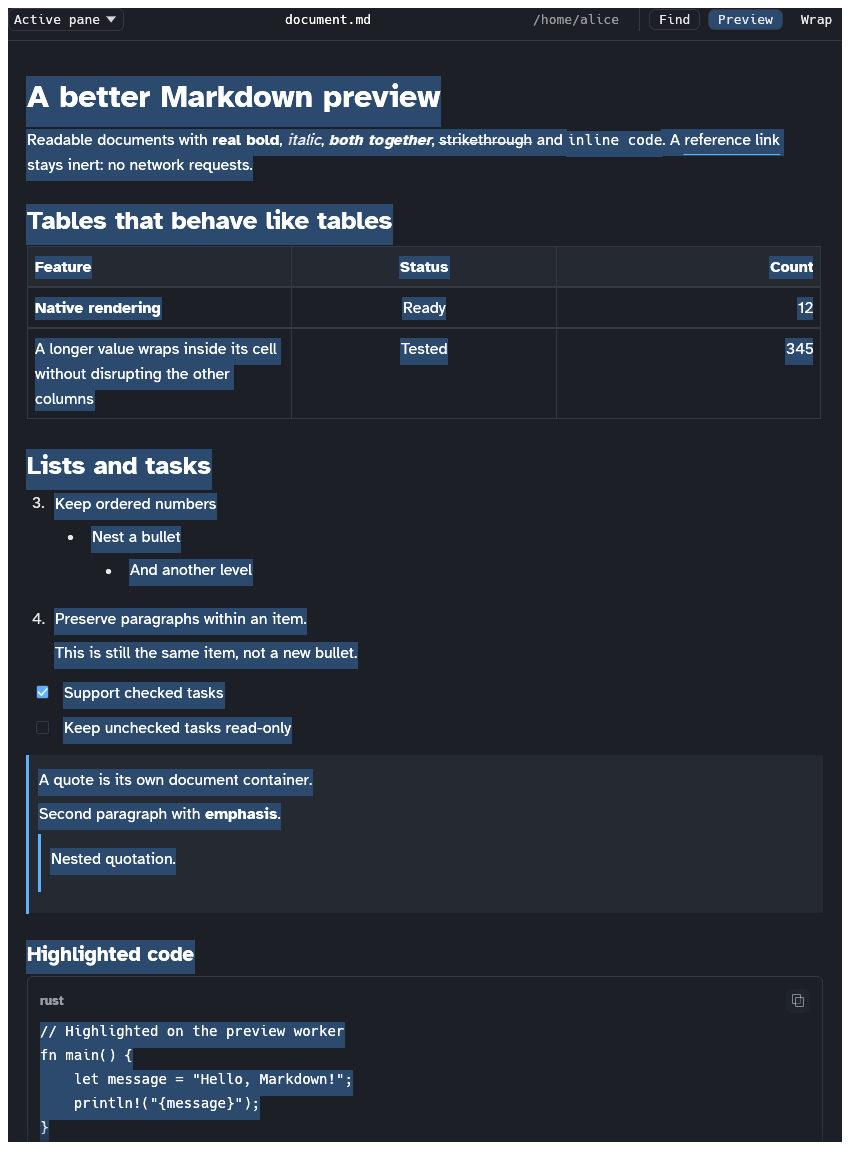 Active pane document.md /home/alice Find Preview Wrap
A better Markdown preview
Readable documents with real bold, italic, both together, strikethrough and inline code. A reference link
stays inert: no network requests.
Tables that behave like tables
Feature Status Count
Native rendering Ready 12
A longer value wraps inside its cell Tested 345
without disrupting the other
columns
Lists and tasks
3. Keep ordered numbers
• Nest a bullet
• And another level
4. Preserve paragraphs within an item.
This is still the same item, not a new bullet.
Support checked tasks
Keep unchecked tasks read-only
A quote is its own document container.
Second paragraph with emphasis.
Nested quotation.
Highlighted code
rust
// Highlighted on the preview worker
fn main() {
    let message = "Hello, Markdown!";
    println!("{message}");
}